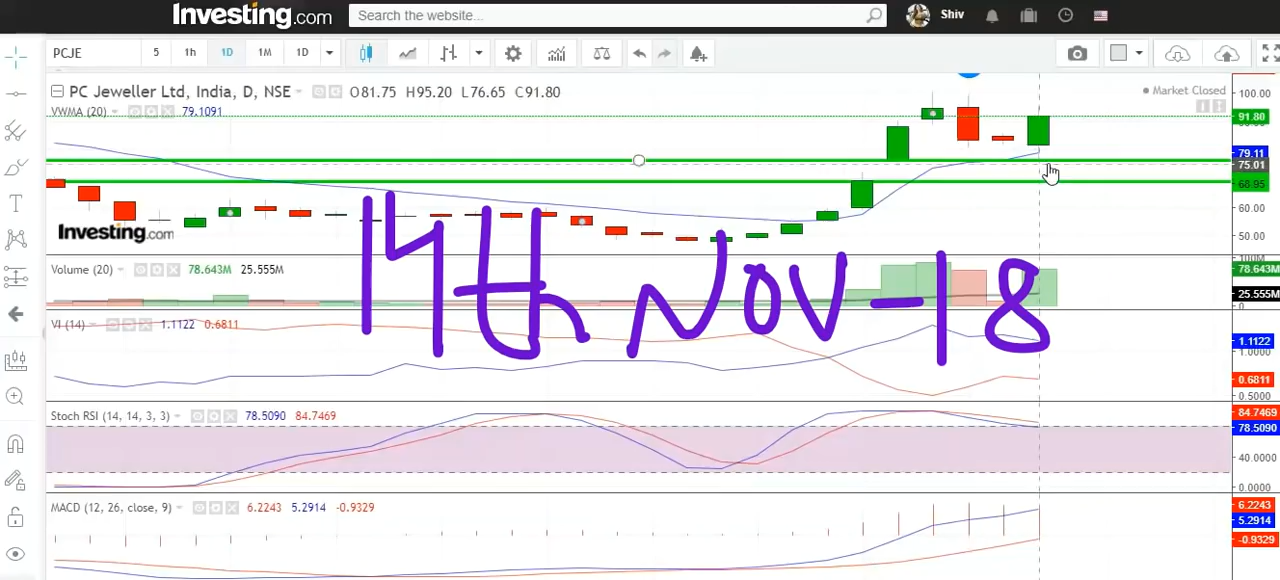 Investing.com
Search the website...
Shiv
PCJE 5 1h 1D 1M 1D
PC Jeweller Ltd, India, D, NSE O81.75 H95.20 L76.65 C91.80
Market Closed
VWMA (20) 79.1091
100.00
91.80
79.11
75.01
68.95
60.00
50.00
Investing.com
14th Nov-18
Volume (20) 78.643M 25.555M
100M
78.643M
25.555M
VI (14) 1.1122 0.6811
1.1122
1.0000
0.6811
0.5000
Stoch RSI (14, 14, 3, 3) 78.5090 84.7469
84.7469
78.5090
40.0000
0.0000
MACD (12, 26, close, 9) 6.2243 5.2914 -0.9329
6.2243
5.2914
-0.9329